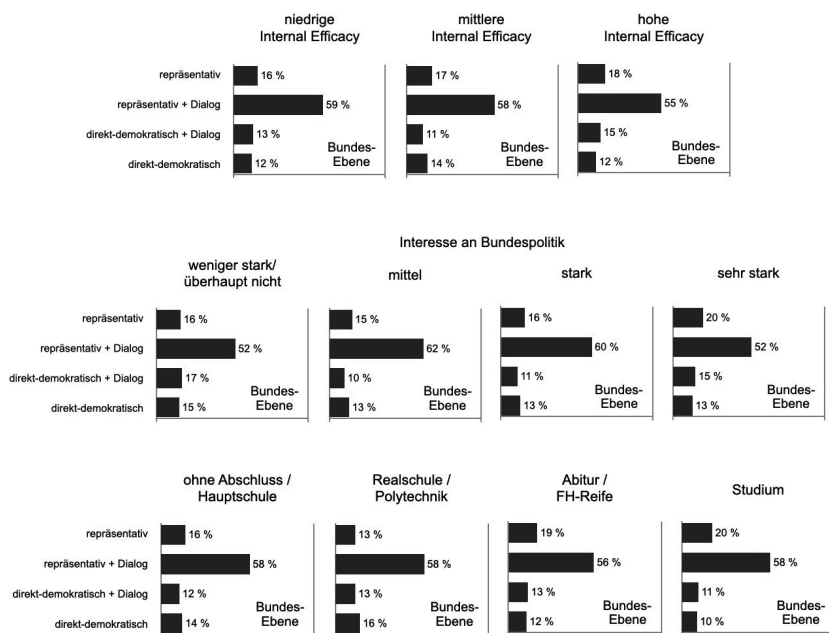 niedrige
Internal Efficacy
mittlere
Internal Efficacy
hohe
Internal Efficacy
repräsentativ
16 %
17 %
18 %
repräsentativ + Dialog
59 %
58 %
55 %
direkt-demokratisch + Dialog
13 %
11 %
15 %
direkt-demokratisch
12 %
14 %
12 %
Bundes-
Ebene
Bundes-
Ebene
Bundes-
Ebene
Interesse an Bundespolitik
weniger stark/
überhaupt nicht
mittel
stark
sehr stark
repräsentativ
16 %
15 %
16 %
20 %
repräsentativ + Dialog
52 %
62 %
60 %
52 %
direkt-demokratisch + Dialog
17 %
10 %
11 %
15 %
direkt-demokratisch
15 %
13 %
13 %
13 %
Bundes-
Ebene
Bundes-
Ebene
Bundes-
Ebene
Bundes-
Ebene
ohne Abschluss /
Hauptschule
Realschule /
Polytechnik
Abitur /
FH-Reife
Studium
repräsentativ
16 %
13 %
19 %
20 %
repräsentativ + Dialog
58 %
58 %
56 %
58 %
direkt-demokratisch + Dialog
12 %
13 %
13 %
11 %
direkt-demokratisch
14 %
16 %
12 %
10 %
Bundes-
Ebene
Bundes-
Ebene
Bundes-
Ebene
Bundes-
Ebene